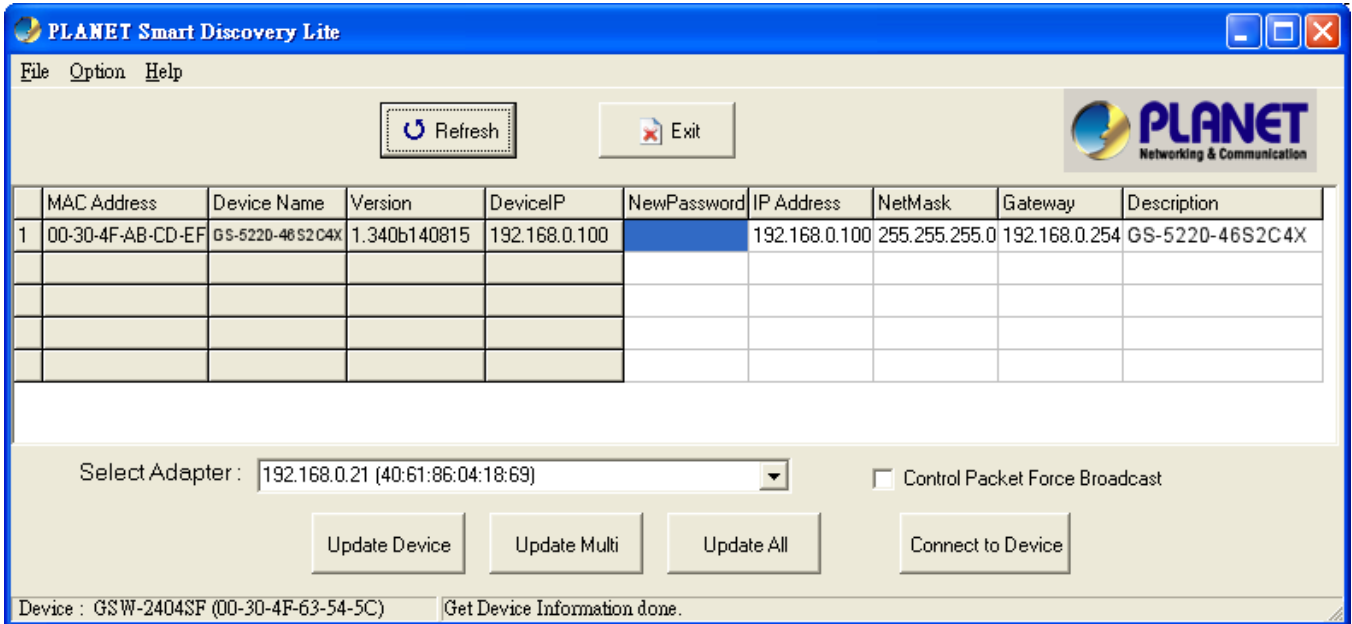 PLANET Smart Discovery Lite
File Option Help
Refresh Exit
PLANET
Networking & Communication
MAC Address Device Name Version DeviceIP NewPassword IP Address NetMask Gateway Description
1 00-30-4F-AB-CD-EF GS-5220-46S2C4X 1.340b140815 192.168.0.100 192.168.0.100 255.255.255.0 192.168.0.254 GS-5220-46S2C4X
Select Adapter : 192.168.0.21 (40:61:86:04:18:69) Control Packet Force Broadcast
Update Device Update Multi Update All Connect to Device
Device : GSW-2404SF (00-30-4F-63-54-5C) Get Device Information done.